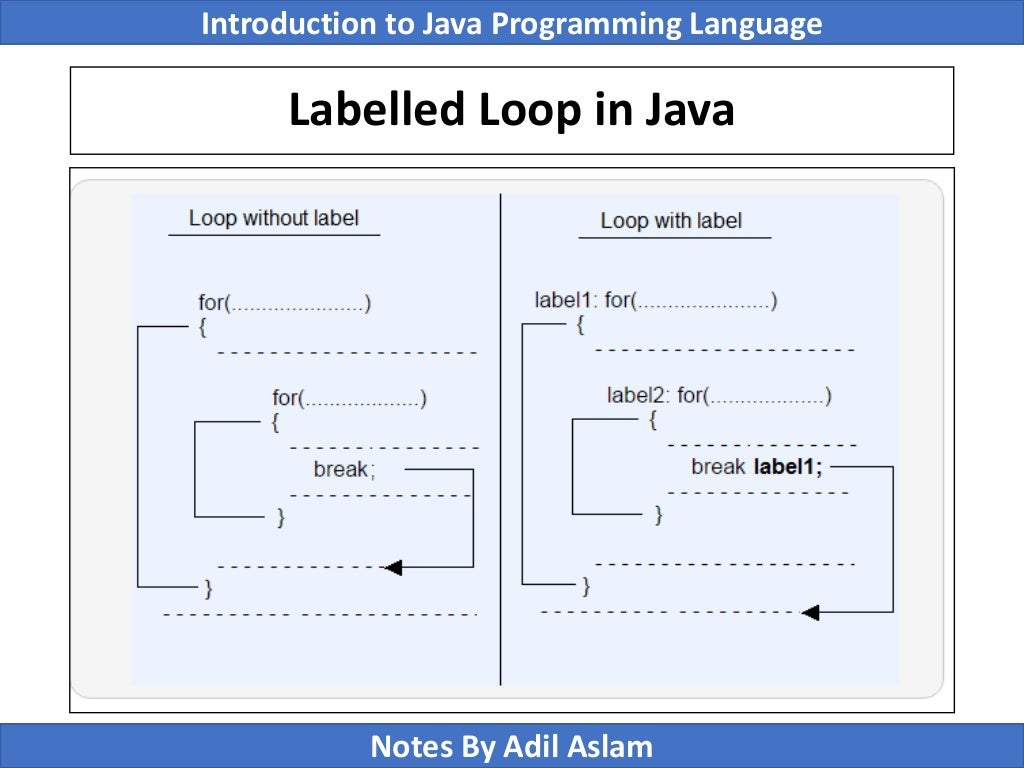 Introduction to Java Programming Language
Labelled Loop in Java
Loop without label
for(......................)
{
- - - - - - - - - - - - - - - - - - - -
for(...................)
{
- - - - - - - - - - - - - - - -
break;
- - - - - - - - - - - - - - -
}
- - - - - - - - - - - - -
}
- - - - - - - - - - - - - - - - - - - - - - - -
Loop with label
label1: for(......................)
{
- - - - - - - - - - - - - - - - - - - -
label2: for(...................)
{
- - - - - - - - - - - - - - - -
break label1;
- - - - - - - - - - - - - -
}
- - - - - - - - - - - - - - - - - - - -
}
- - - - - - - - - - - - - - - - - - - -
Notes By Adil Aslam